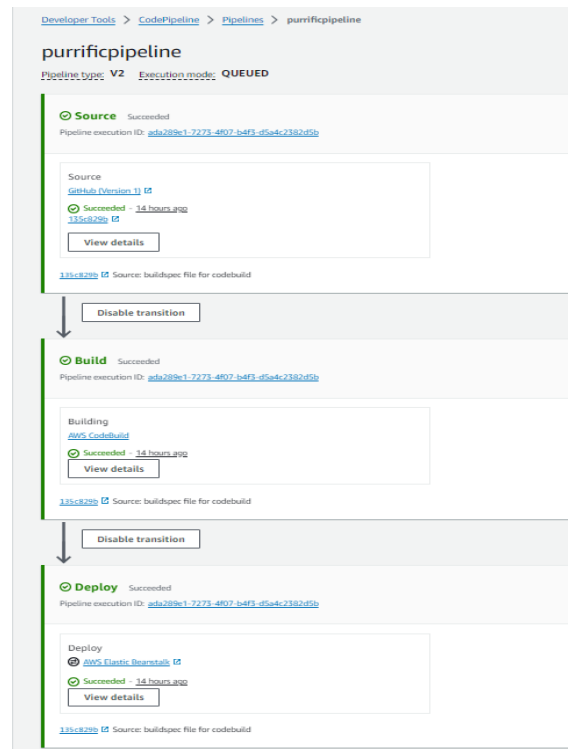 Developer Tools > CodePipeline > Pipelines > purrificpipeline
purrificpipeline
Pipeline type: V2 Execution mode: QUEUED
Source Succeeded
Pipeline execution ID: ada289e1-7273-4f07-b4f3-d5a4c2382d5b
Source
GitHub (Version 1)
Succeeded - 14 hours ago
135c829b
View details
135c829b Source: buildspec file for codebuild
Disable transition
Build Succeeded
Pipeline execution ID: ada289e1-7273-4f07-b4f3-d5a4c2382d5b
Building
AWS CodeBuild
Succeeded - 14 hours ago
View details
135c829b Source: buildspec file for codebuild
Disable transition
Deploy Succeeded
Pipeline execution ID: ada289e1-7273-4f07-b4f3-d5a4c2382d5b
Deploy
AWS Elastic Beanstalk
Succeeded - 14 hours ago
View details
135c829b Source: buildspec file for codebuild